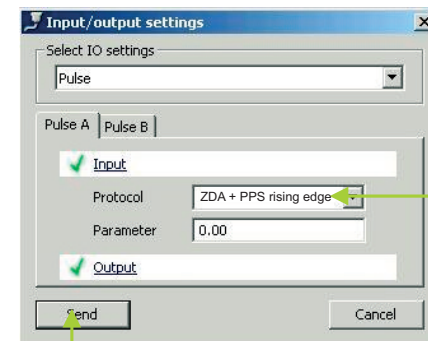 Input/output settings
Select IO settings
Pulse
Pulse A Pulse B
Input
Protocol ZDA + PPS rising edge
Parameter 0.00
Output
Send Cancel